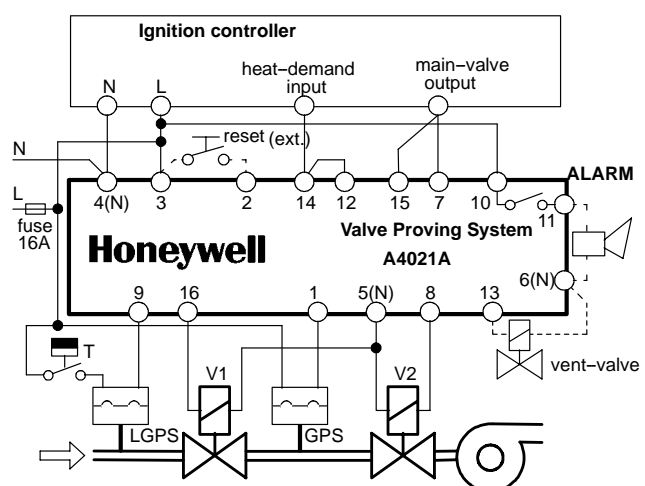 Ignition controller
N
L
heat-demand
input
main-valve
output
reset (ext.)
N
L
fuse
16A
4(N)
3
2
14
12
15
7
10
11
ALARM
Honeywell
Valve Proving System
A4021A
6(N)
9
16
1
5(N)
8
13
T
V1
V2
vent-valve
LGPS
GPS